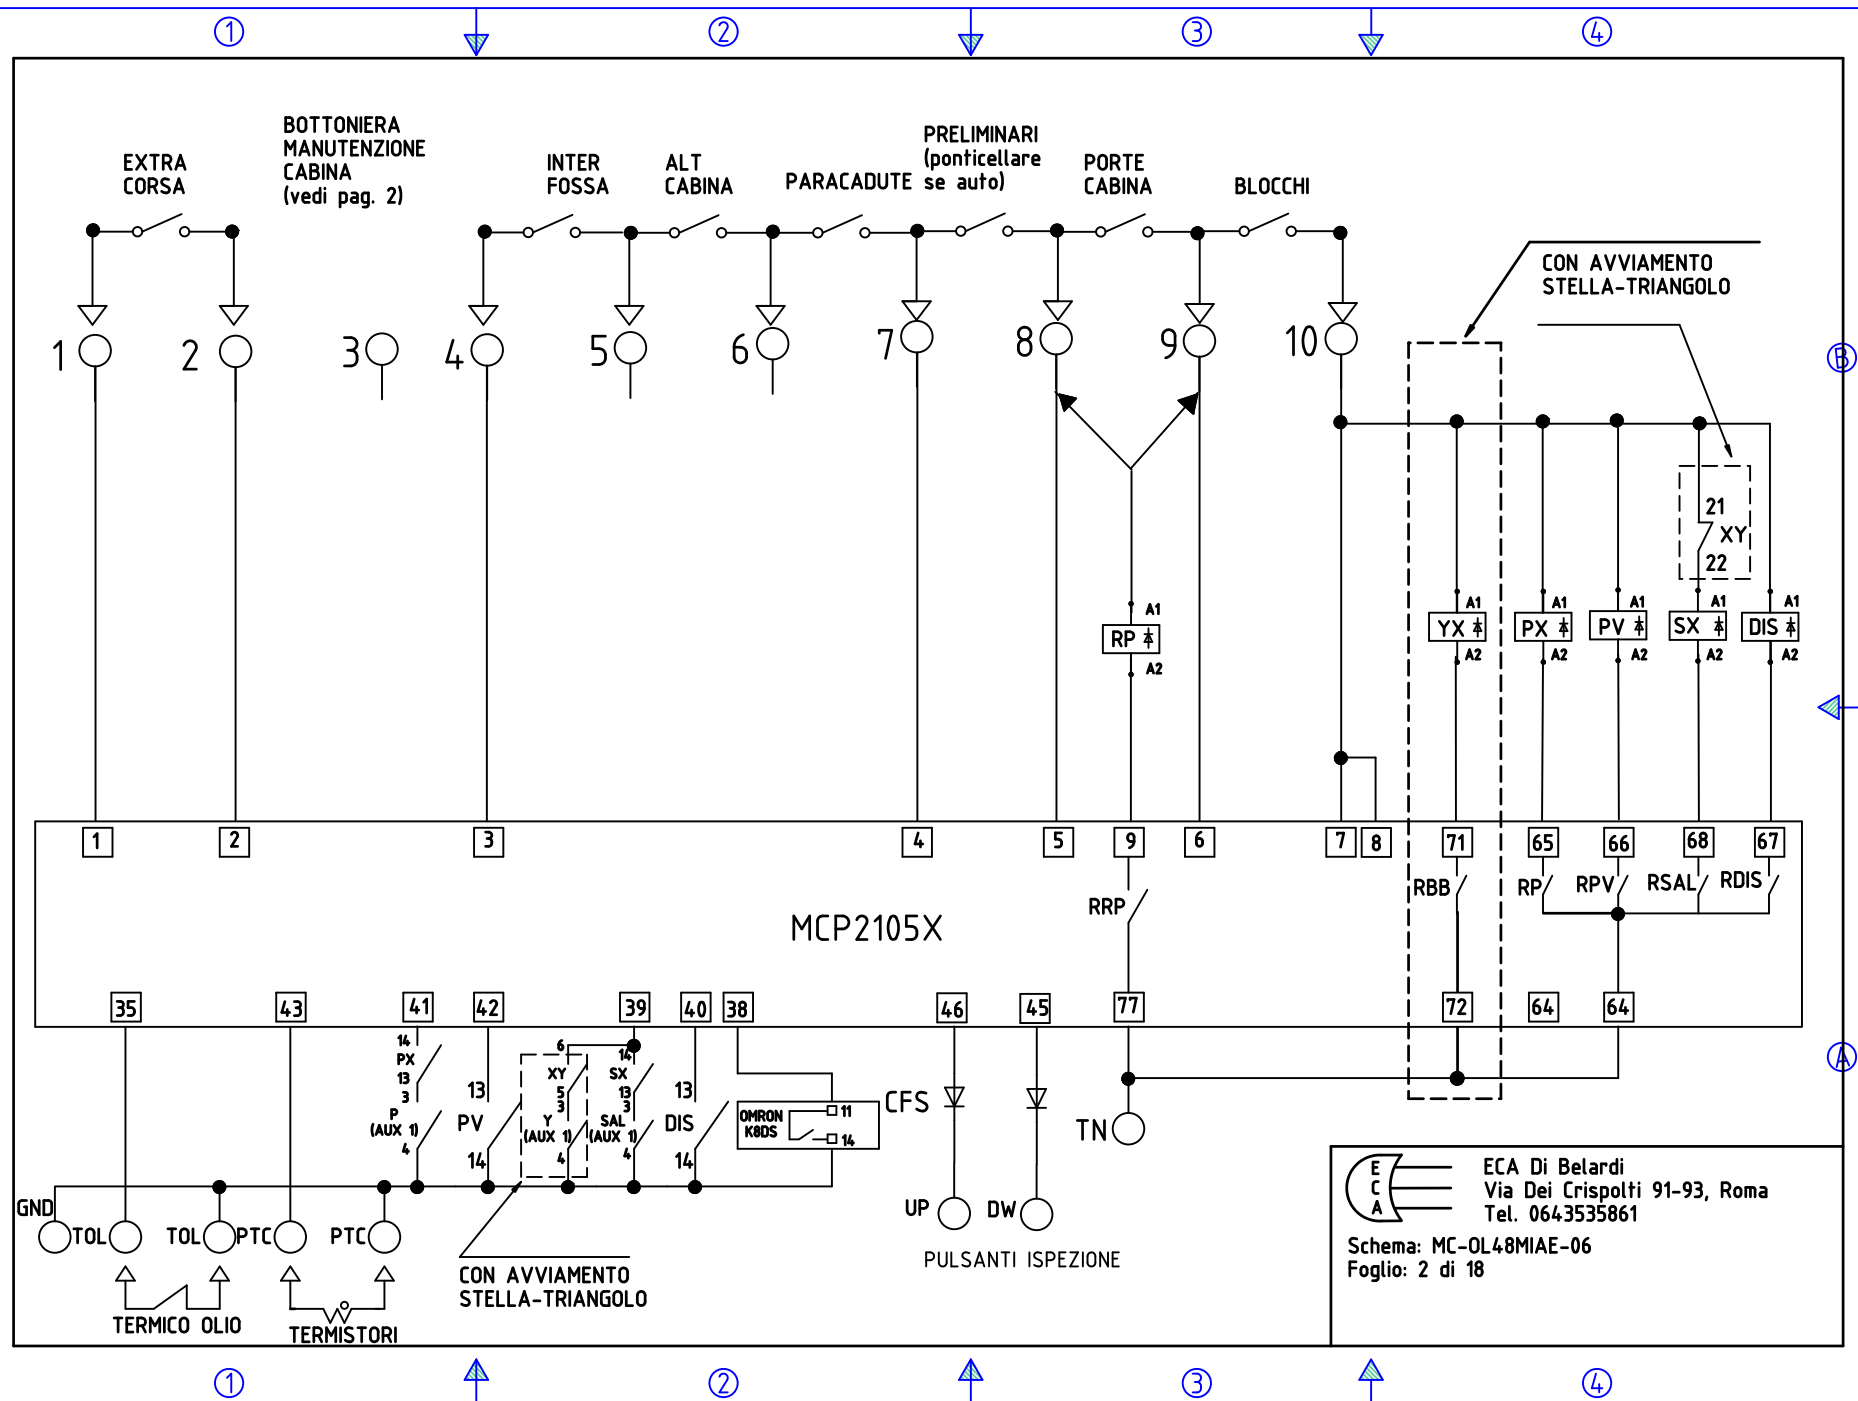 1 2 3 4
EXTRA
CORSA
BOTTONIERA
MANUTENZIONE
CABINA
(vedi pag. 2)
INTER
FOSSA
ALT
CABINA
PARACADUTE
PRELIMINARI
(ponticellare
se auto)
PORTE
CABINA
BLOCCHI
CON AVVIAMENTO
STELLA-TRIANGOLO
1 2 3 4 5 6 7 8 9 10
B
21
XY
22
A1 A1 A1 A1 A1 A1
RP YX PX PV SX DIS
A2 A2 A2 A2 A2 A2
1 2 3 4 5 9 6 7 8 71 65 66 68 67
RRP RBB RP RPV RSAL RDIS
MCP2105X
35 43 41 42 39 40 38 46 45 77 72 64 64
A
14
PX
13
3
P
(AUX 1)
4
13
PV
14
6
XY
5
3
Y
(AUX 1)
4
14
SX
13
3
SAL
(AUX 1)
4
13
DIS
14
OMRON
K8DS
11
14
CFS
TN
UP DW
PULSANTI ISPEZIONE
GND
TOL TOL PTC PTC
TERMICO OLIO
TERMISTORI
CON AVVIAMENTO
STELLA-TRIANGOLO
E
C
A
ECA Di Belardi
Via Dei Crispolti 91-93, Roma
Tel. 0643535861
Schema: MC-OL48MIAE-06
Foglio: 2 di 18
1 2 3 4